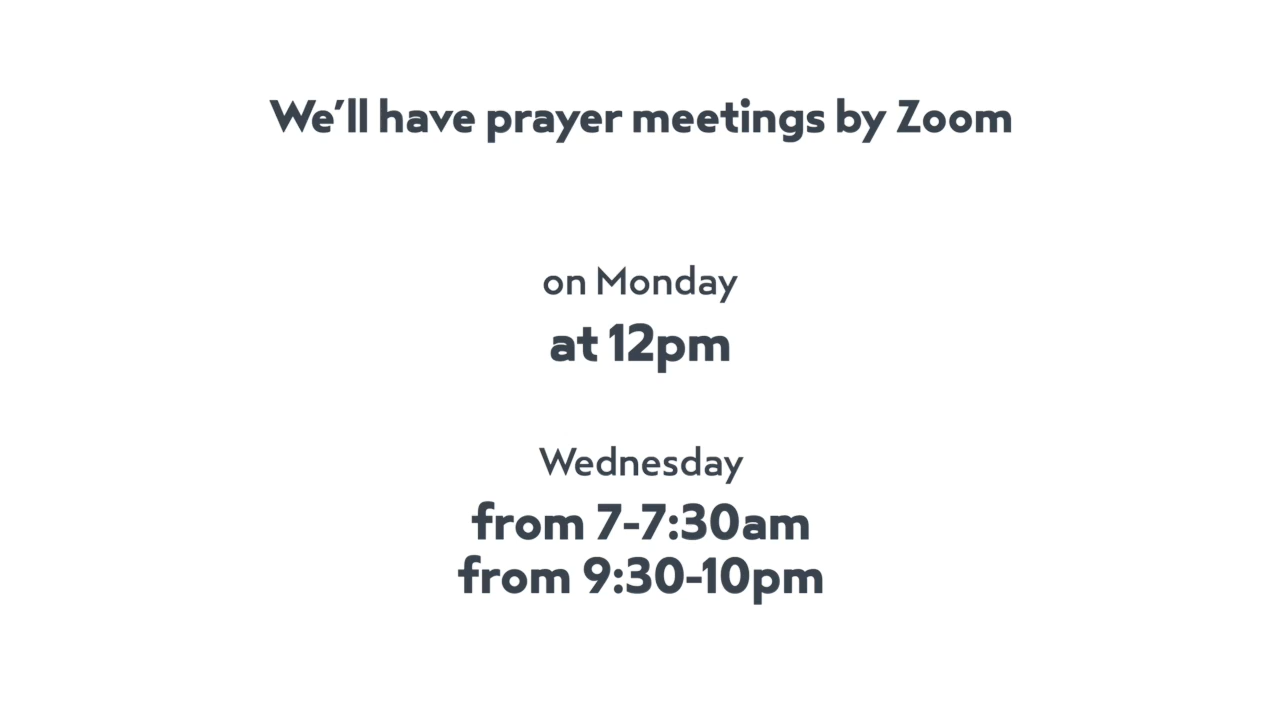 We’ll have prayer meetings by Zoom
on Monday
at 12pm
Wednesday
from 7-7:30am
from 9:30-10pm